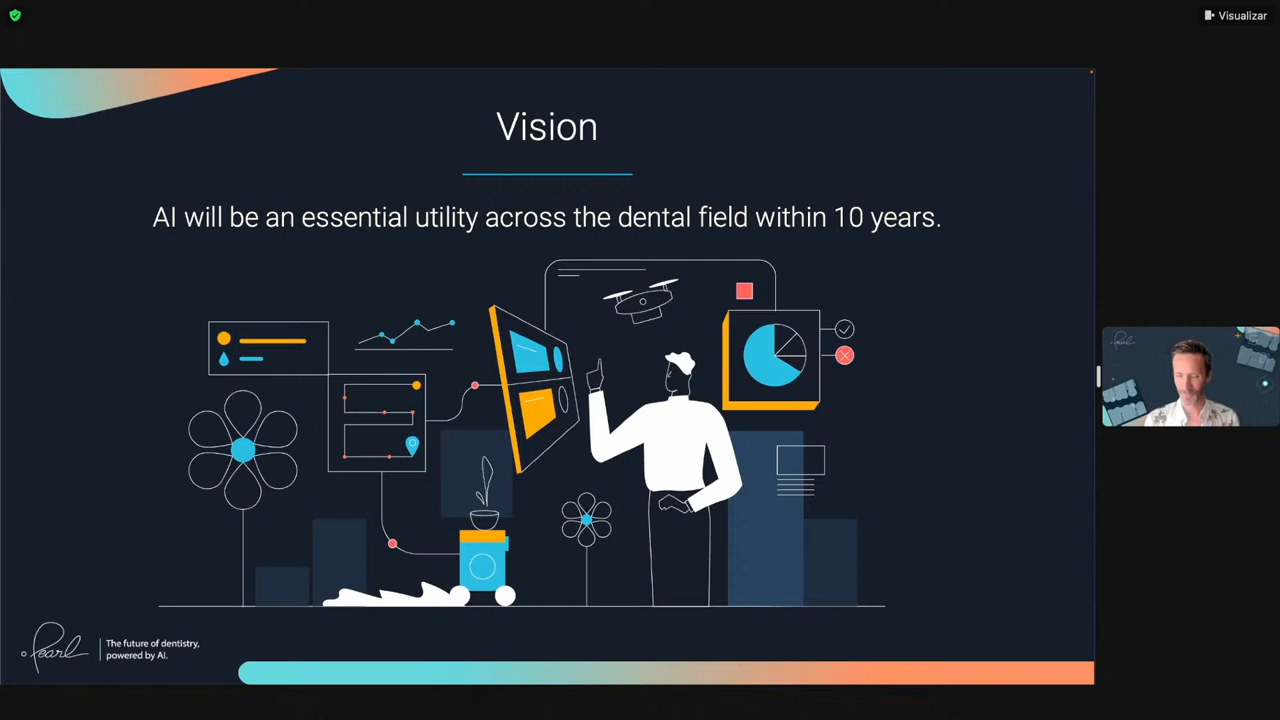 Visualizar
Vision
AI will be an essential utility across the dental field within 10 years.
Pearl
The future of dentistry,
powered by AI.